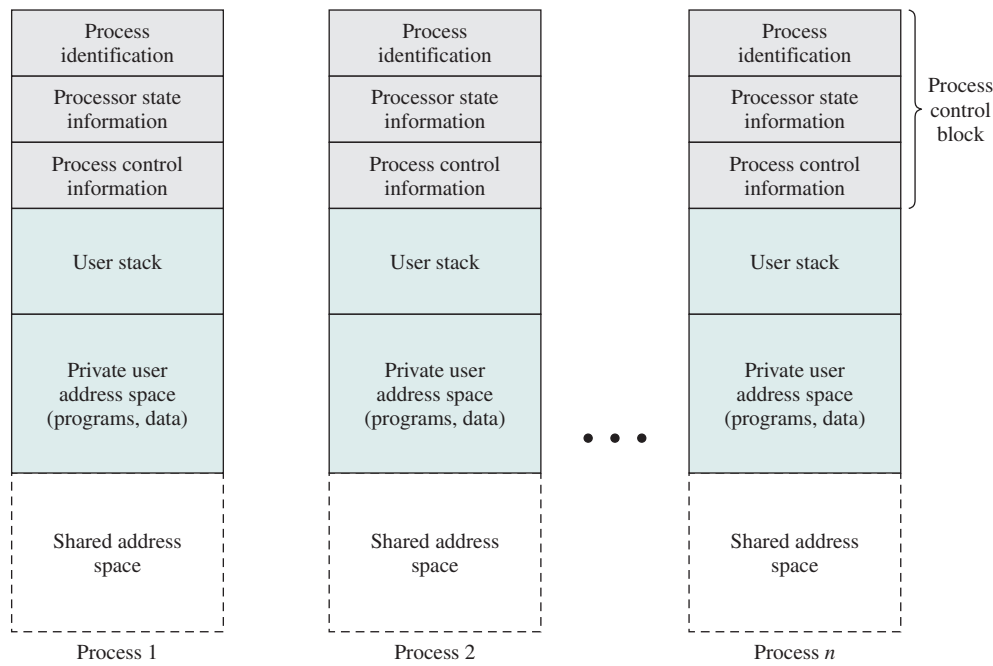 Process
identification
Processor state
information
Process control
information
User stack
Private user
address space
(programs, data)
Shared address
space
Process 1
Process
identification
Processor state
information
Process control
information
User stack
Private user
address space
(programs, data)
Shared address
space
Process 2
Process
identification
Processor state
information
Process control
information
User stack
Private user
address space
(programs, data)
Shared address
space
Process n
Process
control
block